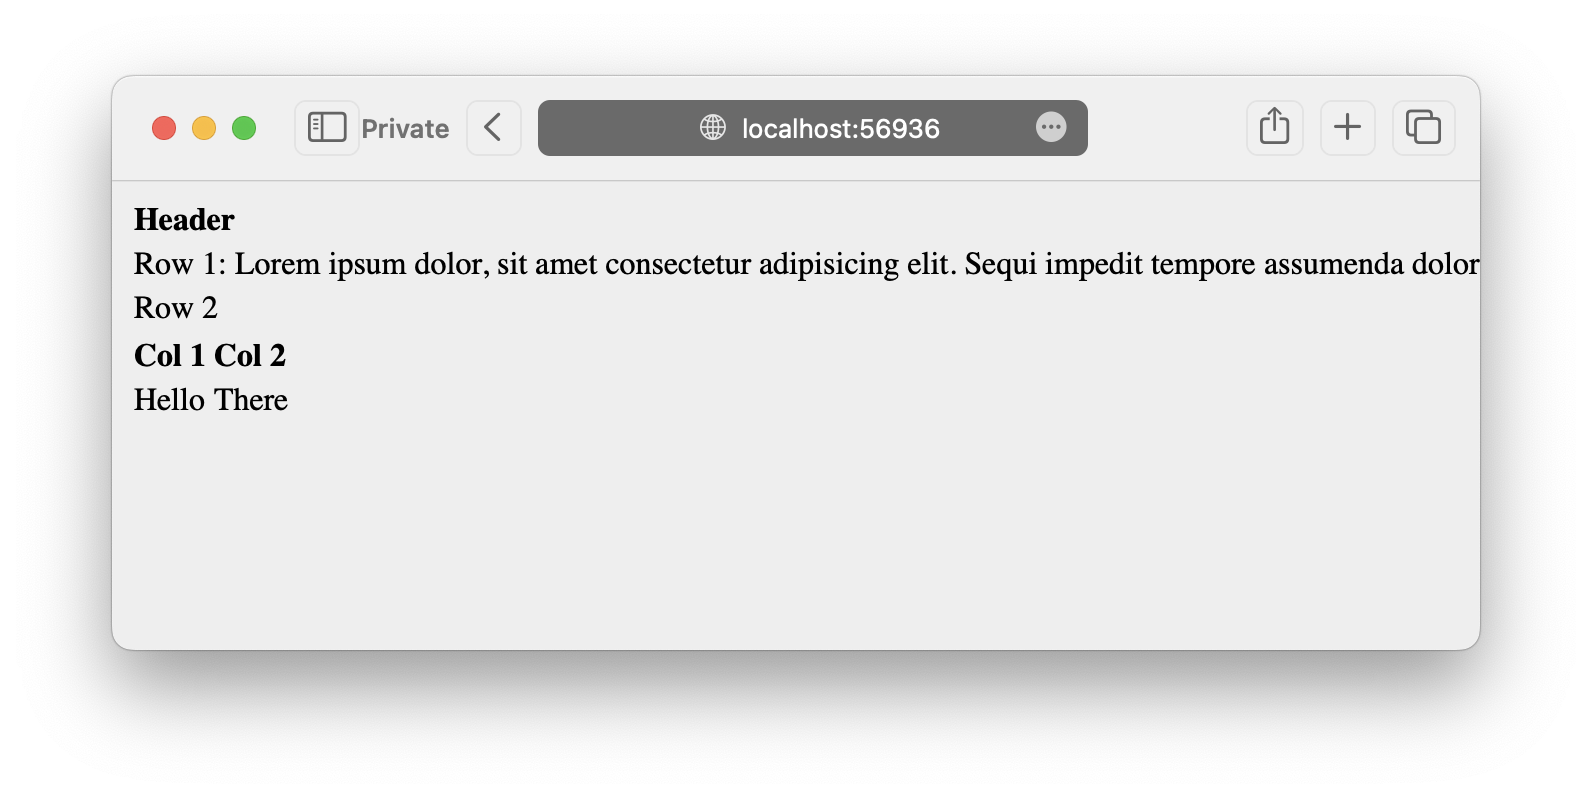 Private
localhost:56936
Header
Row 1: Lorem ipsum dolor, sit amet consectetur adipisicing elit. Sequi impedit tempore assumenda dolor
Row 2
Col 1 Col 2
Hello There